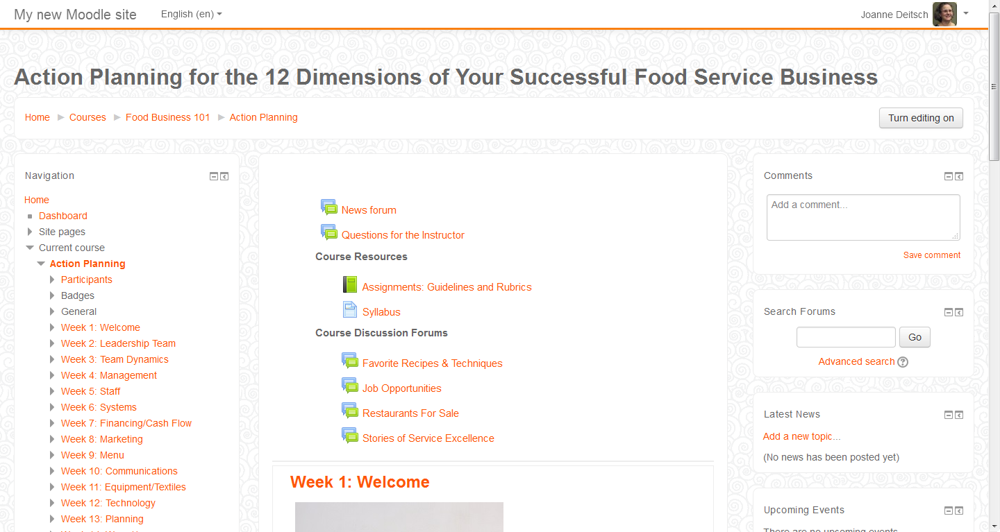 My new Moodle site
English (en)
Joanne Deitsch
Action Planning for the 12 Dimensions of Your Successful Food Service Business
Home
Courses
Food Business 101
Action Planning
Turn editing on
Navigation
Home
Dashboard
Site pages
Current course
Action Planning
Participants
Badges
General
Week 1: Welcome
Week 2: Leadership Team
Week 3: Team Dynamics
Week 4: Management
Week 5: Staff
Week 6: Systems
Week 7: Financing/Cash Flow
Week 8: Marketing
Week 9: Menu
Week 10: Communications
Week 11: Equipment/Textiles
Week 12: Technology
Week 13: Planning
News forum
Questions for the Instructor
Course Resources
Assignments: Guidelines and Rubrics
Syllabus
Course Discussion Forums
Favorite Recipes & Techniques
Job Opportunities
Restaurants For Sale
Stories of Service Excellence
Week 1: Welcome
Comments
Add a comment...
Save comment
Search Forums
Go
Advanced search
Latest News
Add a new topic...
(No news has been posted yet)
Upcoming Events
There are no upcoming events